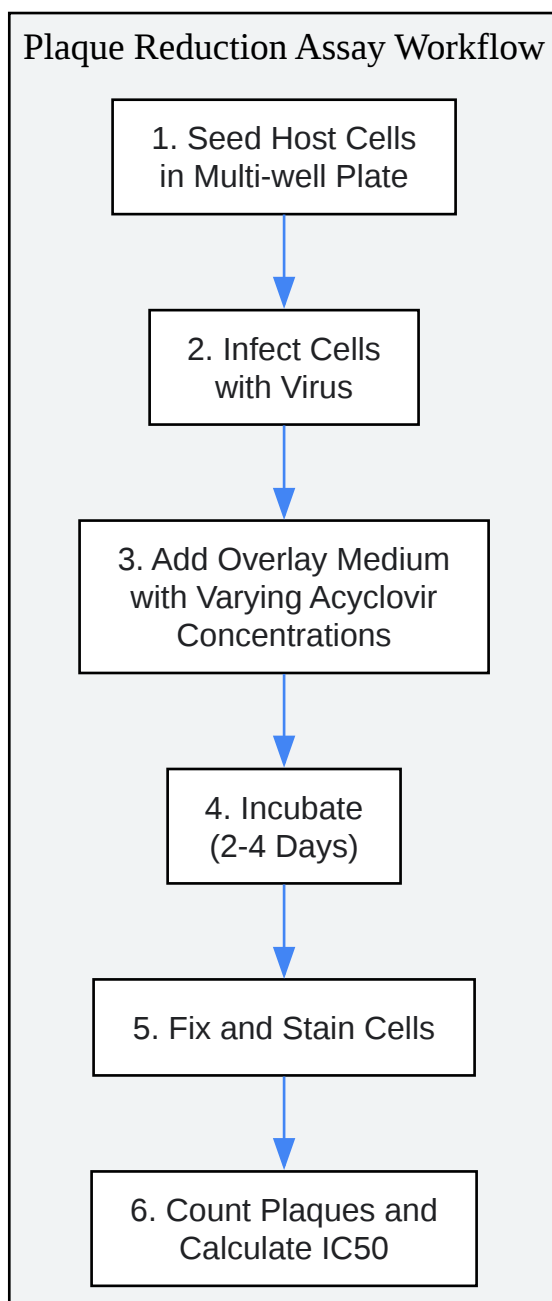 Plaque Reduction Assay Workflow
1. Seed Host Cells
in Multi-well Plate
2. Infect Cells
with Virus
3. Add Overlay Medium
with Varying Acyclovir
Concentrations
4. Incubate
(2-4 Days)
5. Fix and Stain Cells
6. Count Plaques and
Calculate IC50